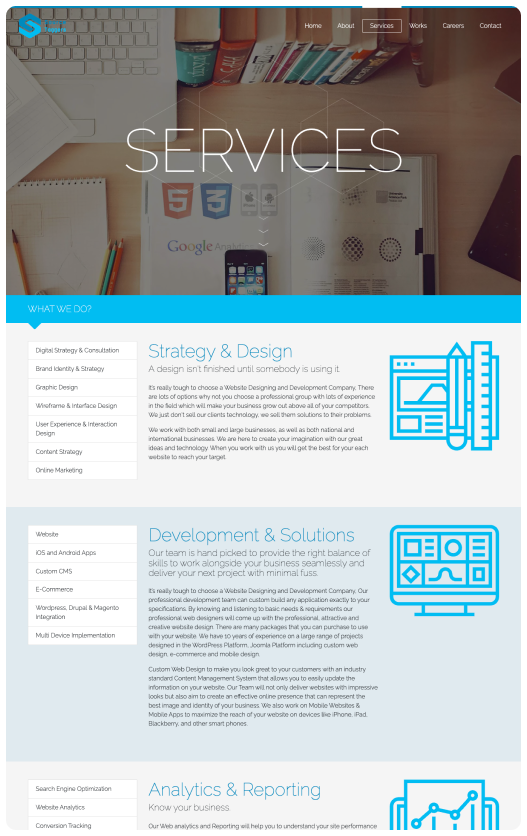 Home
About
Services
Works
Careers
Contact
SERVICES
Google Analytics
WHAT WE DO?
Digital Strategy & Consultation
Brand Identity & Strategy
Graphic Design
Wireframe & Interface Design
User Experience & Interaction
Design
Content Strategy
Online Marketing
Strategy & Design
A design isn't finished until somebody is using it.
It's really tough to choose a Website Designing and Development Company. There
are lots of options why not you choose a professional group with lots of experience
in the field which will make your business grow out above all of your competitors.
We just don't sell our clients technology, we sell them solutions to their problems.
We work with both small and large businesses, as well as both national and
international businesses. We are here to create your imagination with our great
ideas and technology. When you work with us you will get the best for your each
website to reach your target.
Website
iOS and Android Apps
Custom CMS
E-Commerce
Wordpress, Drupal & Magento
Integration
Multi Device Implementation
Development & Solutions
Our team is hand picked to provide the right balance of
skills to work alongside your business seamlessly and
deliver your next project with minimal fuss.
It's really tough to choose a Website Designing and Development Company. Our
professional development team can custom build any application exactly to your
specifications. By knowing and listening to basic needs & requirements our
professional web designers will come up with the professional, attractive and
creative website design. There are many packages that you can purchase to use
with your website. We have 10 years of experience on a large range of projects
designed in the WordPress Platform, Joomla Platform including custom web
design, e-commerce and mobile design.
Custom Web Design to make you look great to your customers with an industry
standard Content Management System that allows you to easily update the
information on your website. Our Team will not only deliver websites with impressive
looks but also aim to create an effective online presence that can represent the
best image and identity of your business. We also work on Mobile Websites &
Mobile Apps to maximize the reach of your website on devices like iPhone, iPad,
Blackberry, and other smart phones.
Search Engine Optimization
Website Analytics
Conversion Tracking
Analytics & Reporting
Know your business.
Our Web analytics and Reporting will help you to understand your site performance